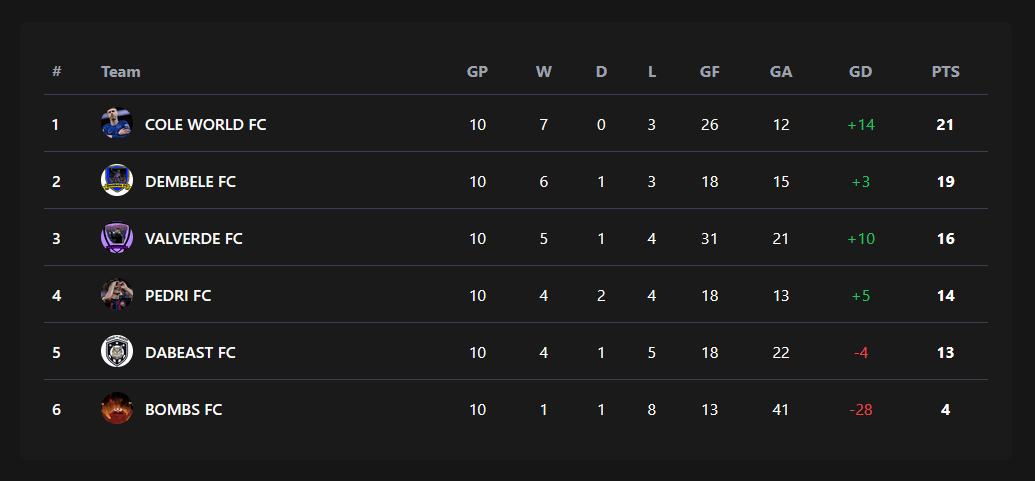 # Team GP W D L GF GA GD PTS
1 COLE WORLD FC 10 7 0 3 26 12 +14 21
2 DEMBELE FC 10 6 1 3 18 15 +3 19
3 VALVERDE FC 10 5 1 4 31 21 +10 16
4 PEDRI FC 10 4 2 4 18 13 +5 14
5 DABEAST FC 10 4 1 5 18 22 -4 13
6 BOMBS FC 10 1 1 8 13 41 -28 4